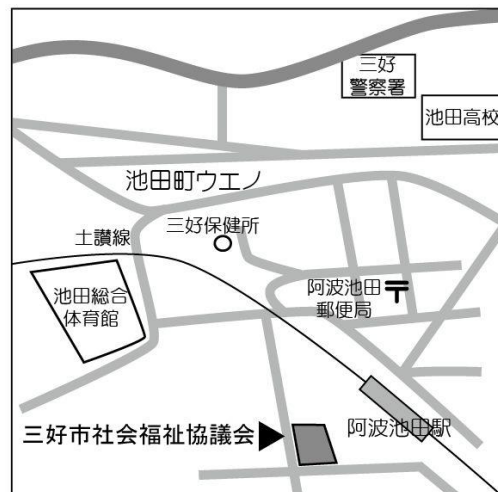 三好
警察署
池田高校
池田町ウエノ
三好保健所
土讃線
池田総合
体育館
阿波池田
郵便局
〒
阿波池田駅
三好市社会福祉協議会